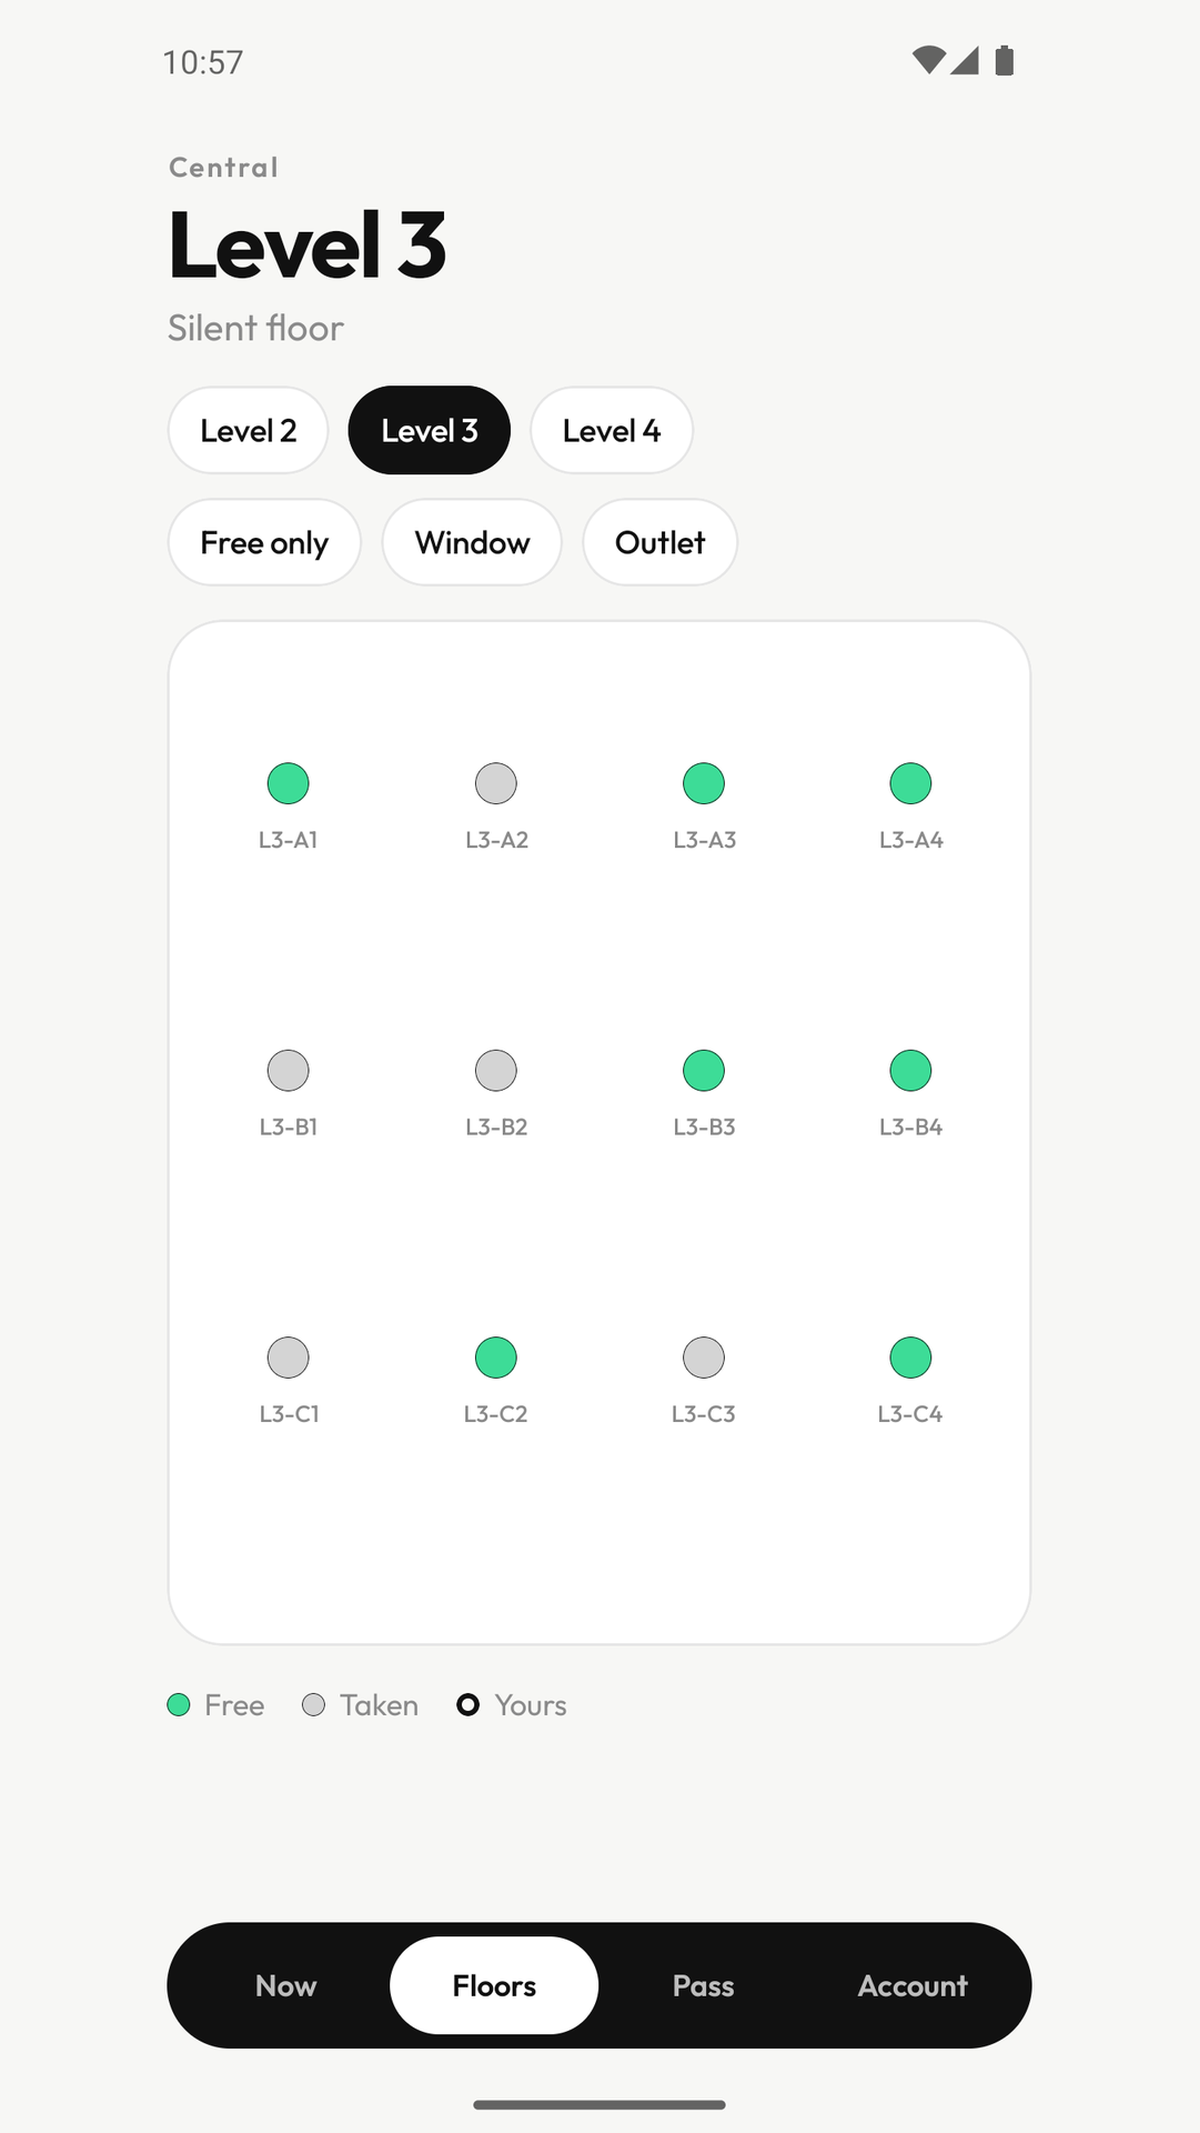 10:57
Central
Level 3
Silent floor
Level 2 Level 3 Level 4
Free only Window Outlet
L3-A1 L3-A2 L3-A3 L3-A4
L3-B1 L3-B2 L3-B3 L3-B4
L3-C1 L3-C2 L3-C3 L3-C4
Free Taken Yours
Now Floors Pass Account